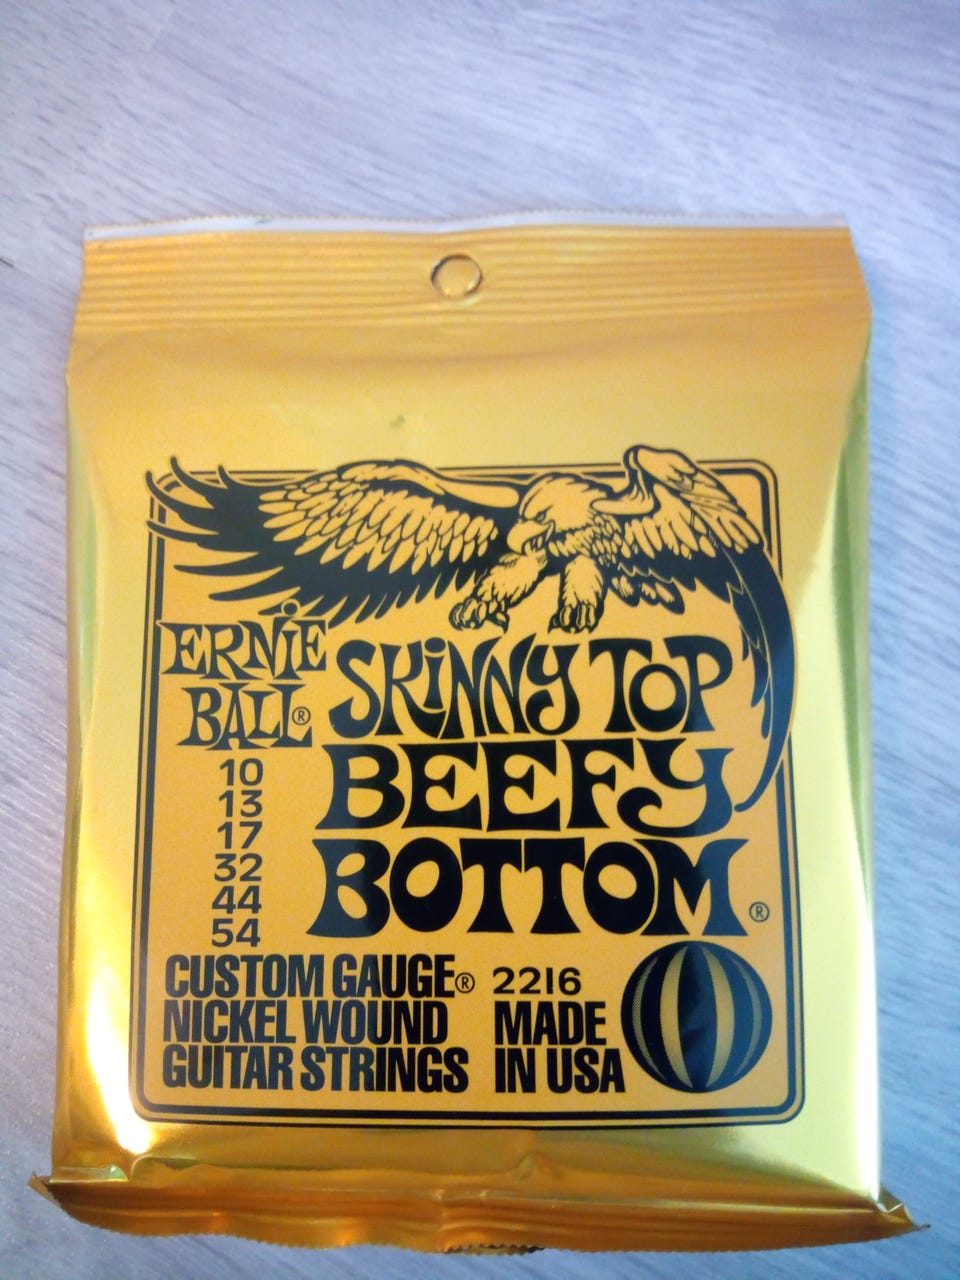 ERNIE
BALL®
SKINNY TOP
BEEFY
BOTTOM®
10
13
17
32
44
54
CUSTOM GAUGE®
NICKEL WOUND
GUITAR STRINGS
2216
MADE
IN USA